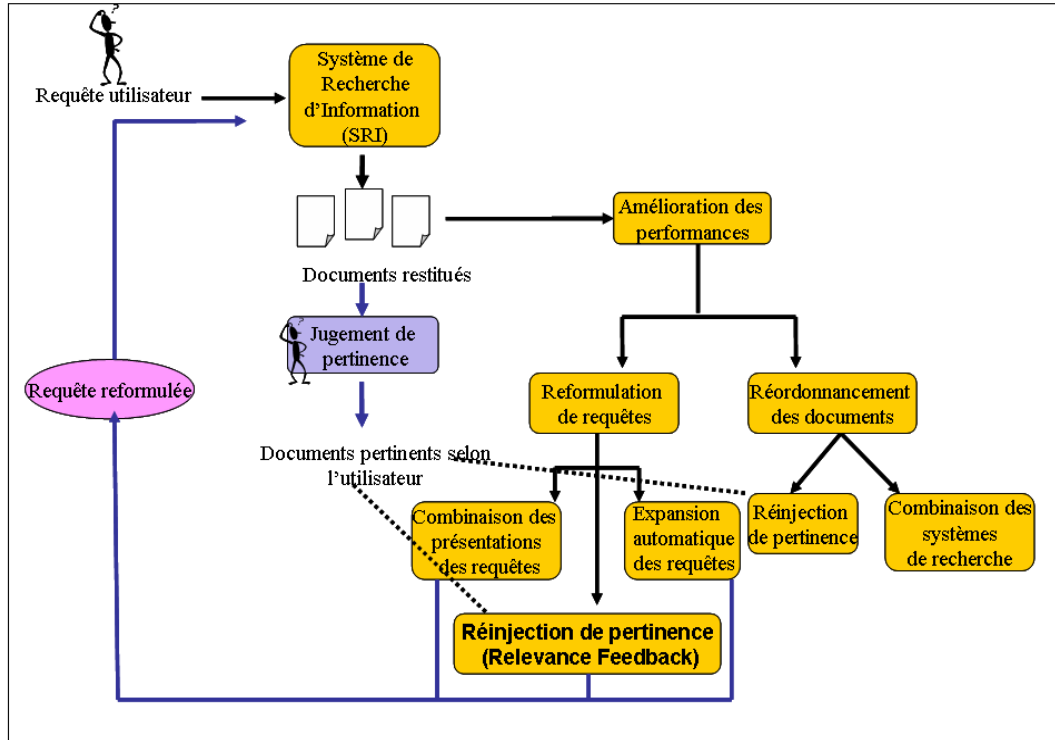 Système de
Recherche
d'Information
(SRI)
Requête utilisateur
Documents restitués
Amélioration des
performances
Jugement de
pertinence
Requête reformulée
Reformulation
de requêtes
Réordonnancement
des documents
Documents pertinents selon
l'utilisateur
Combinaison des
présentations
des requêtes
Expansion
automatique
des requêtes
Réinjection
de pertinence
Combinaison des
systèmes
de recherche
Réinjection de pertinence
(Relevance Feedback)